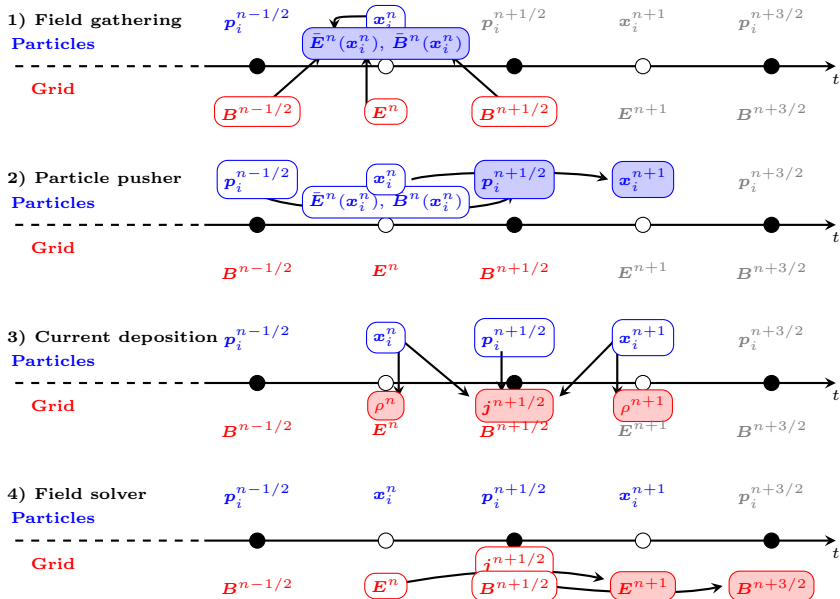 1) Field gathering p_i^{n−1/2} x_i^n p_i^{n+1/2} x_i^{n+1} p_i^{n+3/2}
Particles Ē^n(x_i^n), B̄^n(x_i^n)
t
Grid B^{n−1/2} E^n B^{n+1/2} E^{n+1} B^{n+3/2}
2) Particle pusher p_i^{n−1/2} x_i^n p_i^{n+1/2} x_i^{n+1} p_i^{n+3/2}
Particles Ē^n(x_i^n), B̄^n(x_i^n)
t
Grid
B^{n−1/2} E^n B^{n+1/2} E^{n+1} B^{n+3/2}
3) Current deposition p_i^{n−1/2} x_i^n p_i^{n+1/2} x_i^{n+1} p_i^{n+3/2}
Particles
t
Grid ρ^n j^{n+1/2} ρ^{n+1}
B^{n−1/2} E^n B^{n+1/2} E^{n+1} B^{n+3/2}
4) Field solver p_i^{n−1/2} x_i^n p_i^{n+1/2} x_i^{n+1} p_i^{n+3/2}
Particles
t
Grid j^{n+1/2}
B^{n−1/2} E^n B^{n+1/2} E^{n+1} B^{n+3/2}